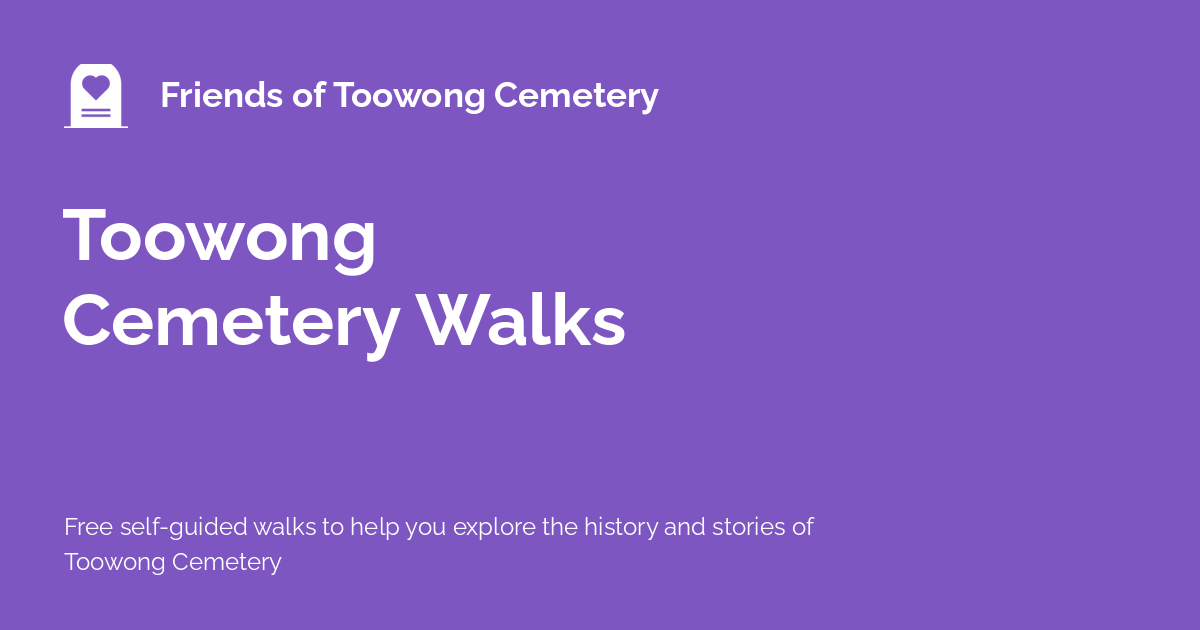 Friends of Toowong Cemetery
Toowong
Cemetery Walks
Free self-guided walks to help you explore the history and stories of
Toowong Cemetery